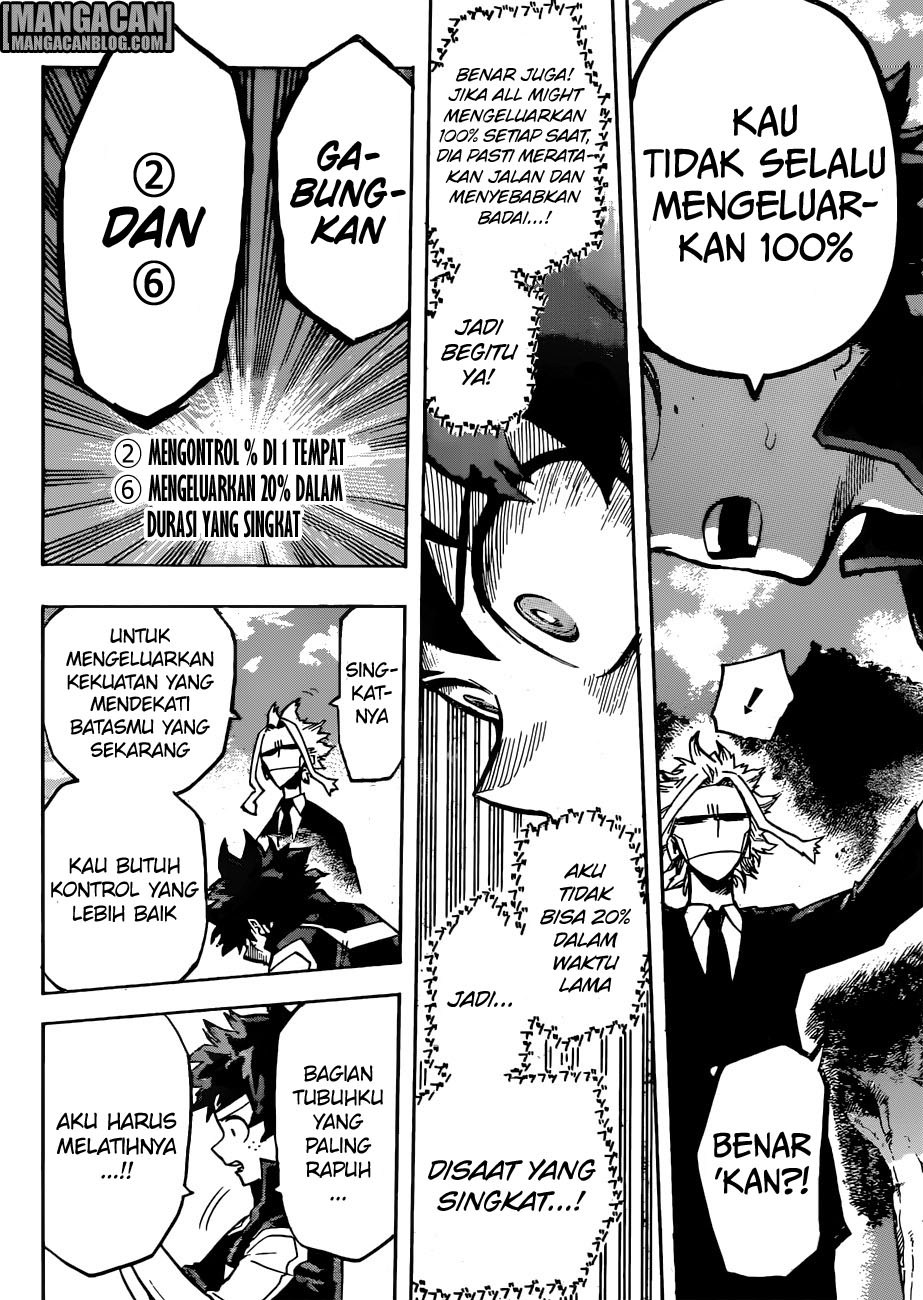 MANGACAN
MANGACANBLOG.COM
KAU
TIDAK SELALU
MENGELUAR-
KAN 100%
!
BENAR
'KAN?!
BENAR JUGA!
JIKA ALL MIGHT
MENGELUARKAN
100% SETIAP SAAT,
DIA PASTI MERATA-
KAN JALAN DAN
MENYEBABKAN
BADAI...!
JADI
BEGITU
YA!
AKU
TIDAK
BISA 20%
DALAM
WAKTU
LAMA
JADI...
DISAAT YANG
SINGKAT...!
GA-
BUNG-
KAN
②
DAN
⑥
② MENGONTROL % DI 1 TEMPAT
⑥ MENGELUARKAN 20% DALAM
DURASI YANG SINGKAT
SING-
KAT-
NYA
UNTUK
MENGELUARKAN
KEKUATAN YANG
MENDEKATI
BATASMU YANG
SEKARANG
KAU BUTUH
KONTROL YANG
LEBIH BAIK
BAGIAN
TUBUHKU
YANG
PALING
RAPUH
...
AKU HARUS
MELATIHNYA
...!!